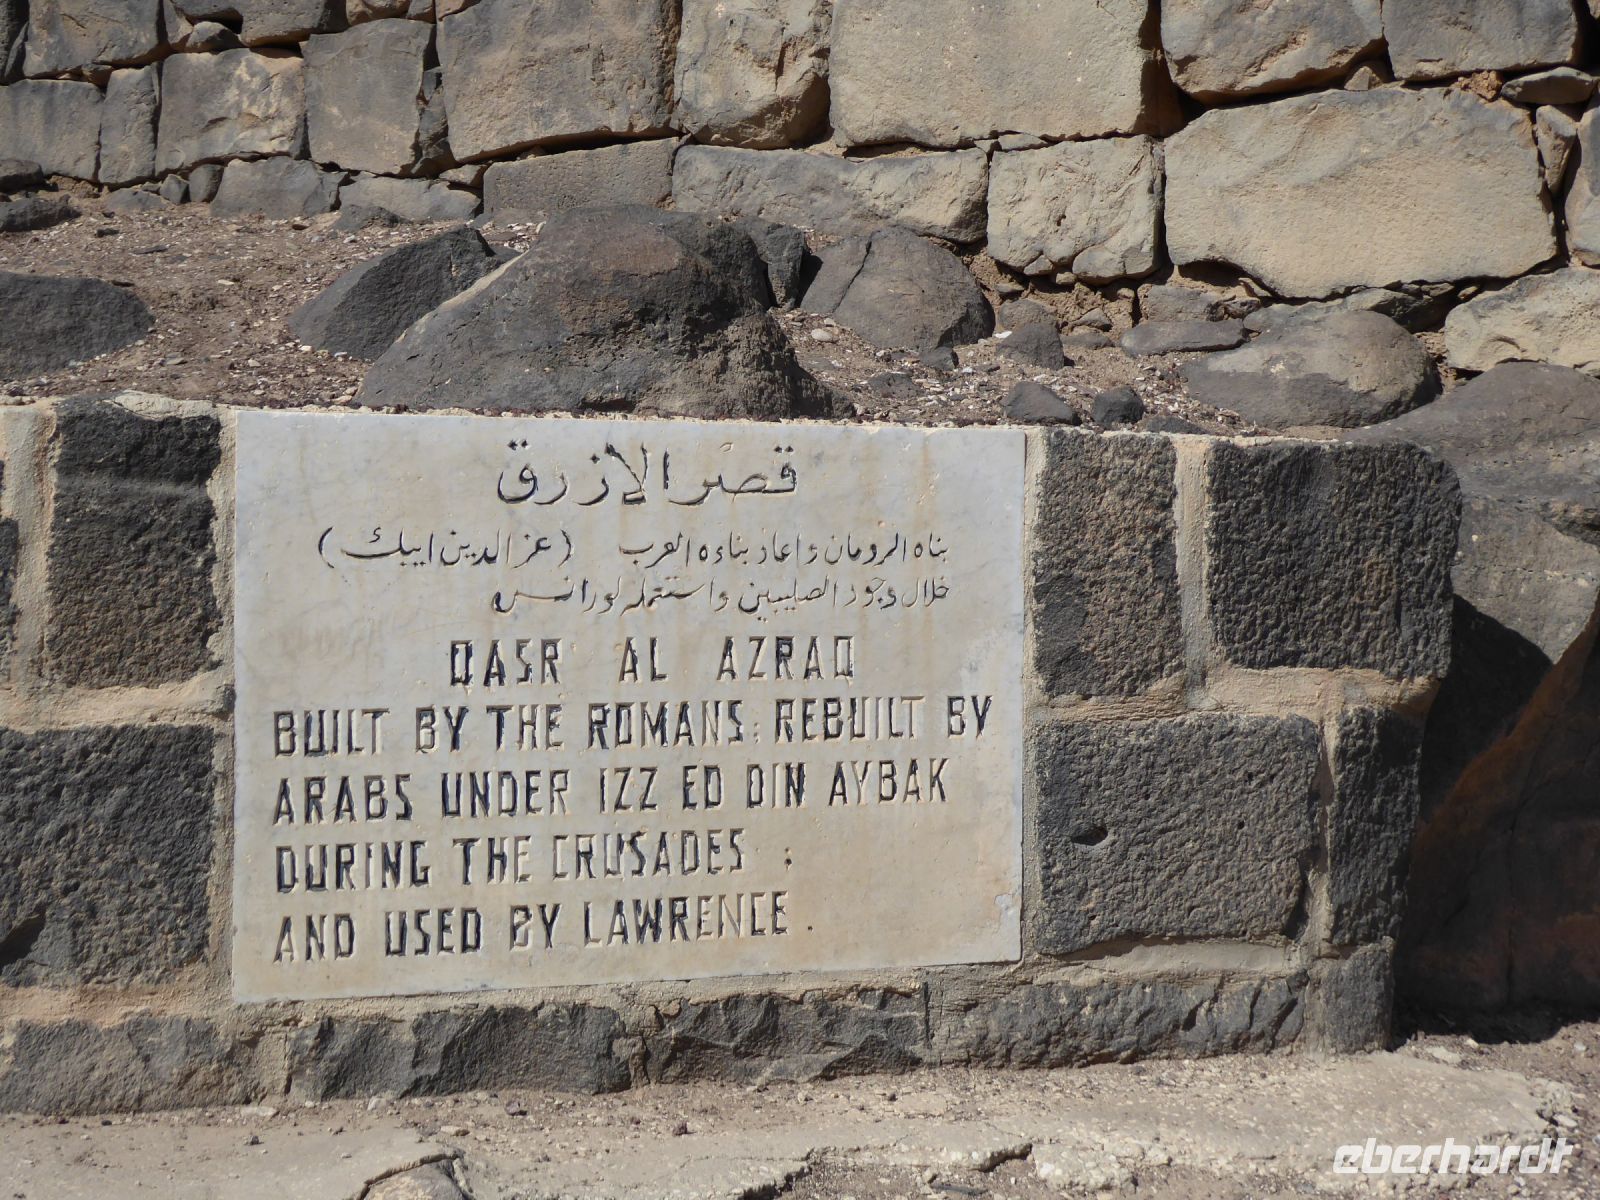 قصر الازرق
بناه الرومان واعاد بناءه العرب (عز الدين ايبك)
خلال وجود الصليبين واستعمله لورانس
QASR AL AZRAQ
BUILT BY THE ROMANS; REBUILT BY
ARABS UNDER IZZ ED DIN AYBAK
DURING THE CRUSADES ;
AND USED BY LAWRENCE .
eberhardt